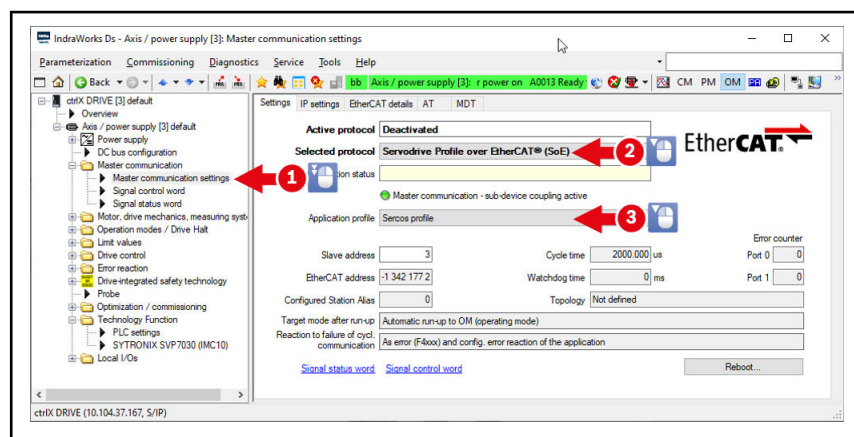 IndraWorks Ds - Axis / power supply [3]: Master communication settings
Parameterization Commissioning Diagnostics Service Tools Help
Back bb Axis / power supply [3]: r power on A0013 Ready CM PM OM
ctrlX DRIVE [3] default
Overview
Axis / power supply [3] default
Power supply
DC bus configuration
Master communication
Master communication settings
Signal control word
Signal status word
Motor, drive mechanics, measuring syst
Operation modes / Drive Halt
Limit values
Drive control
Error reaction
Drive-integrated safety technology
Probe
Optimization / commissioning
Technology Function
PLC settings
SYTRONIX SVP7030 (IMC10)
Local I/Os
1
Settings IP settings EtherCAT details AT MDT
Active protocol Deactivated
Selected protocol Servodrive Profile over EtherCAT® (SoE) 2
EtherCAT.
status
Master communication - sub-device coupling active
Application profile Sercos profile 3
Error counter
Slave address 3 Cycle time 2000.000 us Port 0 0
EtherCAT address -1 342 177 2 Watchdog time 0 ms Port 1 0
Configured Station Alias 0 Topology Not defined
Target mode after run-up Automatic run-up to OM (operating mode)
Reaction to failure of cycl. communication As error (F4xxx) and config. error reaction of the application
Signal status word Signal control word Reboot...
ctrlX DRIVE (10.104.37.167, S/IP)